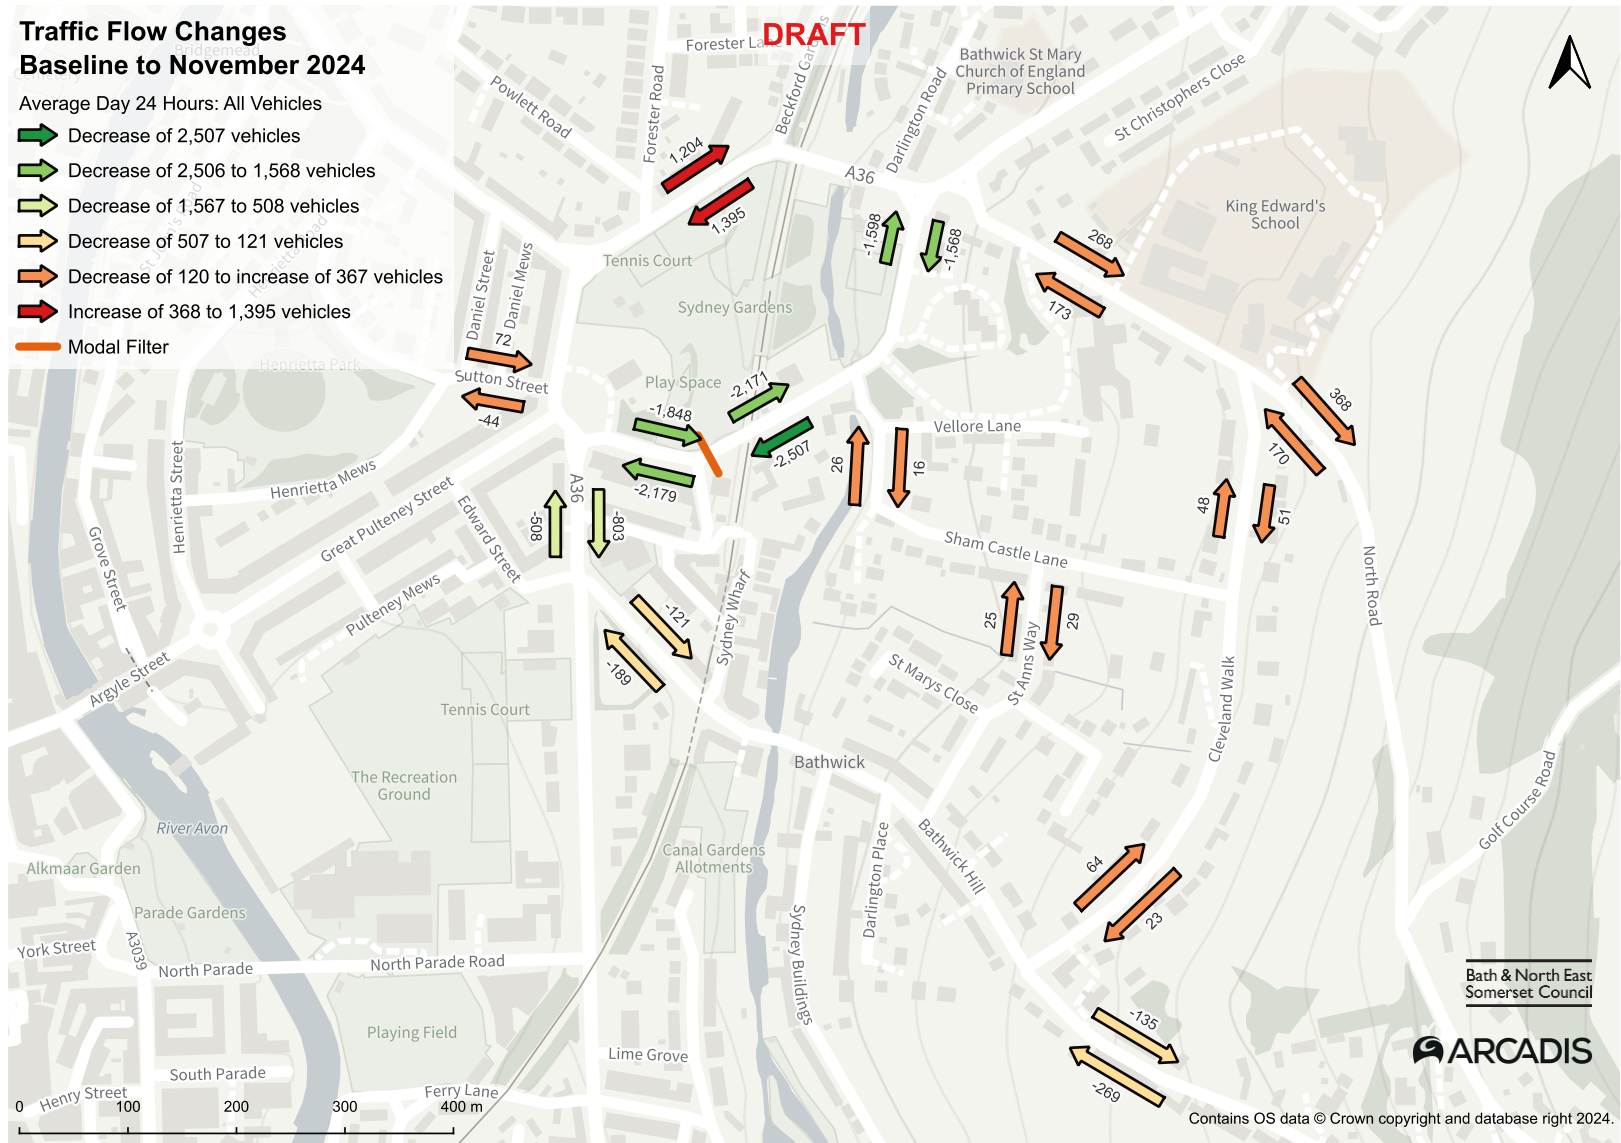 Traffic Flow Changes
Baseline to November 2024
Average Day 24 Hours: All Vehicles
Decrease of 2,507 vehicles
Decrease of 2,506 to 1,568 vehicles
Decrease of 1,567 to 508 vehicles
Decrease of 507 to 121 vehicles
Decrease of 120 to increase of 367 vehicles
Increase of 368 to 1,395 vehicles
Modal Filter
DRAFT
Bridgemead
Henrietta Park
Henrietta Road
St John's Road
Forester Lane
Beckford Gardens
Powlett Road
Forester Road
1,204
1,395
A36
Darlington Road
Bathwick St Mary
Church of England
Primary School
St Christophers Close
King Edward's
School
Tennis Court
Sydney Gardens
-1,598
-1,568
268
173
Daniel Street
Daniel Mews
72
Sutton Street
-44
Play Space
-2,171
-1,848
-2,507
-2,179
Vellore Lane
26
16
368
170
48
51
Henrietta Street
Henrietta Mews
Great Pulteney Street
Edward Street
A36
-508
-803
Grove Street
Pulteney Mews
Argyle Street
Sham Castle Lane
North Road
-121
-189
Sydney Wharf
25
29
St Anns Way
St Marys Close
Cleveland Walk
Tennis Court
The Recreation
Ground
Bathwick
River Avon
Alkmaar Garden
Parade Gardens
Canal Gardens
Allotments
Darlington Place
Bathwick Hill
64
23
Golf Course Road
York Street
A3039
North Parade
North Parade Road
Sydney Buildings
Playing Field
Lime Grove
South Parade
Henry Street
Ferry Lane
-135
-269
Bath & North East
Somerset Council
ARCADIS
0 100 200 300 400 m
Contains OS data © Crown copyright and database right 2024.